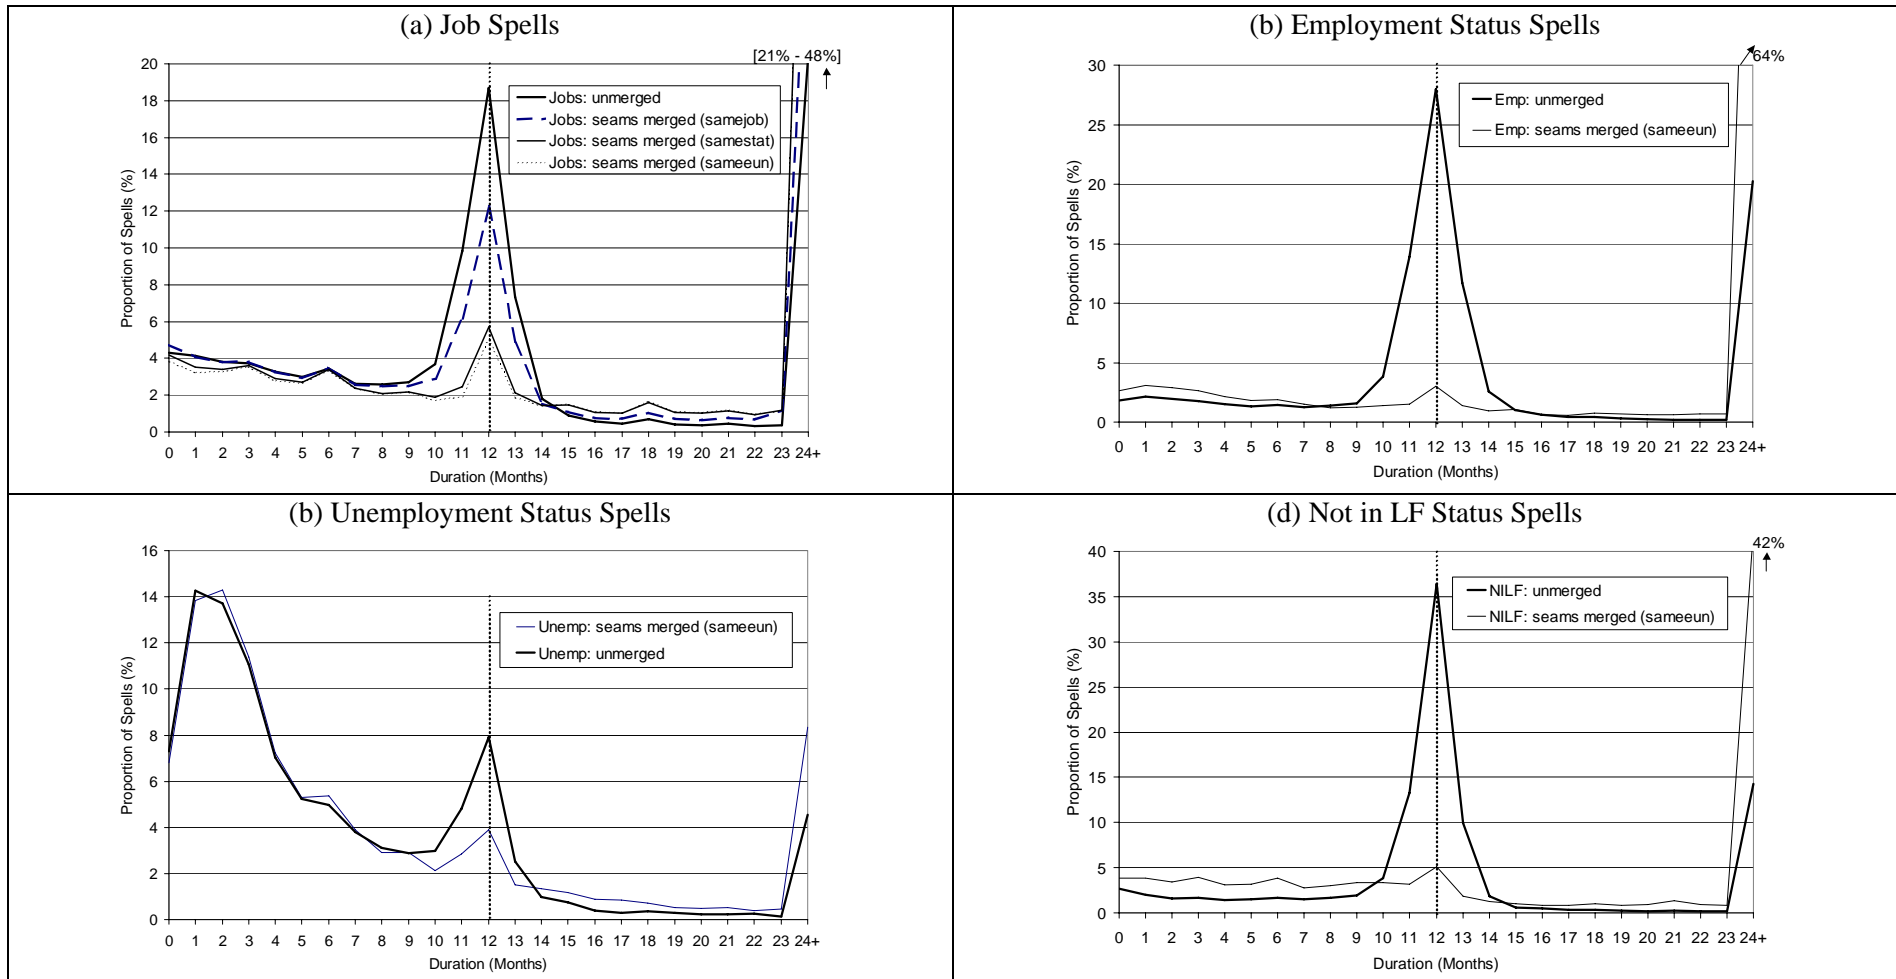 (a) Job Spells
[21% - 48%]
20
18
16
14
12
10
8
6
4
2
0
Proportion of Spells (%)
Jobs: unmerged
Jobs: seams merged (samejob)
Jobs: seams merged (samestat)
Jobs: seams merged (sameeun)
0 1 2 3 4 5 6 7 8 9 10 11 12 13 14 15 16 17 18 19 20 21 22 23 24+
Duration (Months)
(b) Employment Status Spells
64%
30
25
20
15
10
5
0
Proportion of Spells (%)
Emp: unmerged
Emp: seams merged (sameeun)
0 1 2 3 4 5 6 7 8 9 10 11 12 13 14 15 16 17 18 19 20 21 22 23 24+
Duration (Months)
(b) Unemployment Status Spells
16
14
12
10
8
6
4
2
0
Proportion of Spells (%)
Unemp: seams merged (sameeun)
Unemp: unmerged
0 1 2 3 4 5 6 7 8 9 10 11 12 13 14 15 16 17 18 19 20 21 22 23 24+
Duration (Months)
(d) Not in LF Status Spells
42%
40
35
30
25
20
15
10
5
0
Proportion of Spells (%)
NILF: unmerged
NILF: seams merged (sameeun)
0 1 2 3 4 5 6 7 8 9 10 11 12 13 14 15 16 17 18 19 20 21 22 23 24+
Duration (Months)